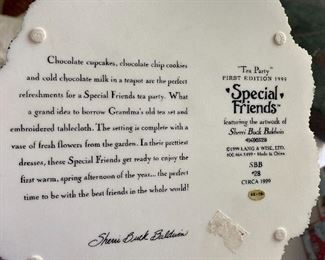 Chocolate cupcakes, chocolate chip cookies
and cold chocolate milk in a teapot are the perfect
refreshments for a Special Friends tea party. What
a grand idea to borrow Grandma's old tea set and
embroidered tablecloth. The setting is complete with a
vase of fresh flowers from the garden. In their prettiest
dresses, these Special Friends get ready to enjoy the
first warm, spring afternoon of the year... the perfect
time to be with the best friends in the whole world!
Sherri Buck Baldwin
"Tea Party"
FIRST EDITION 1999
Special
Friends™
featuring the artwork of
Sherri Buck Baldwin
©1999 LANG & WISE, LTD.
Made in China
SBB
#28
CIRCA 1999